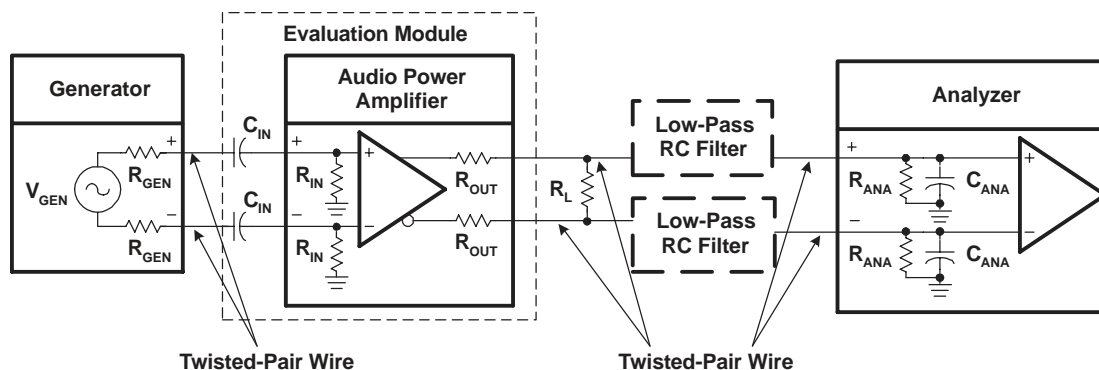 Evaluation Module
Generator
Audio Power
Amplifier
Analyzer
Low-Pass
RC Filter
Low-Pass
RC Filter
C_IN
C_IN
+
−
R_GEN
R_GEN
V_GEN
+
−
R_IN
R_IN
+
−
R_OUT
R_OUT
R_L
+
−
R_ANA
R_ANA
C_ANA
C_ANA
+
−
Twisted-Pair Wire
Twisted-Pair Wire